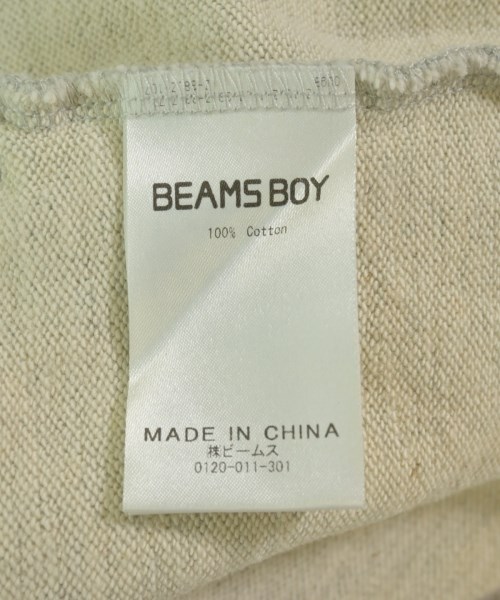 BEAMS BOY
100% Cotton
MADE IN CHINA
㈱ビームス
0120-011-301